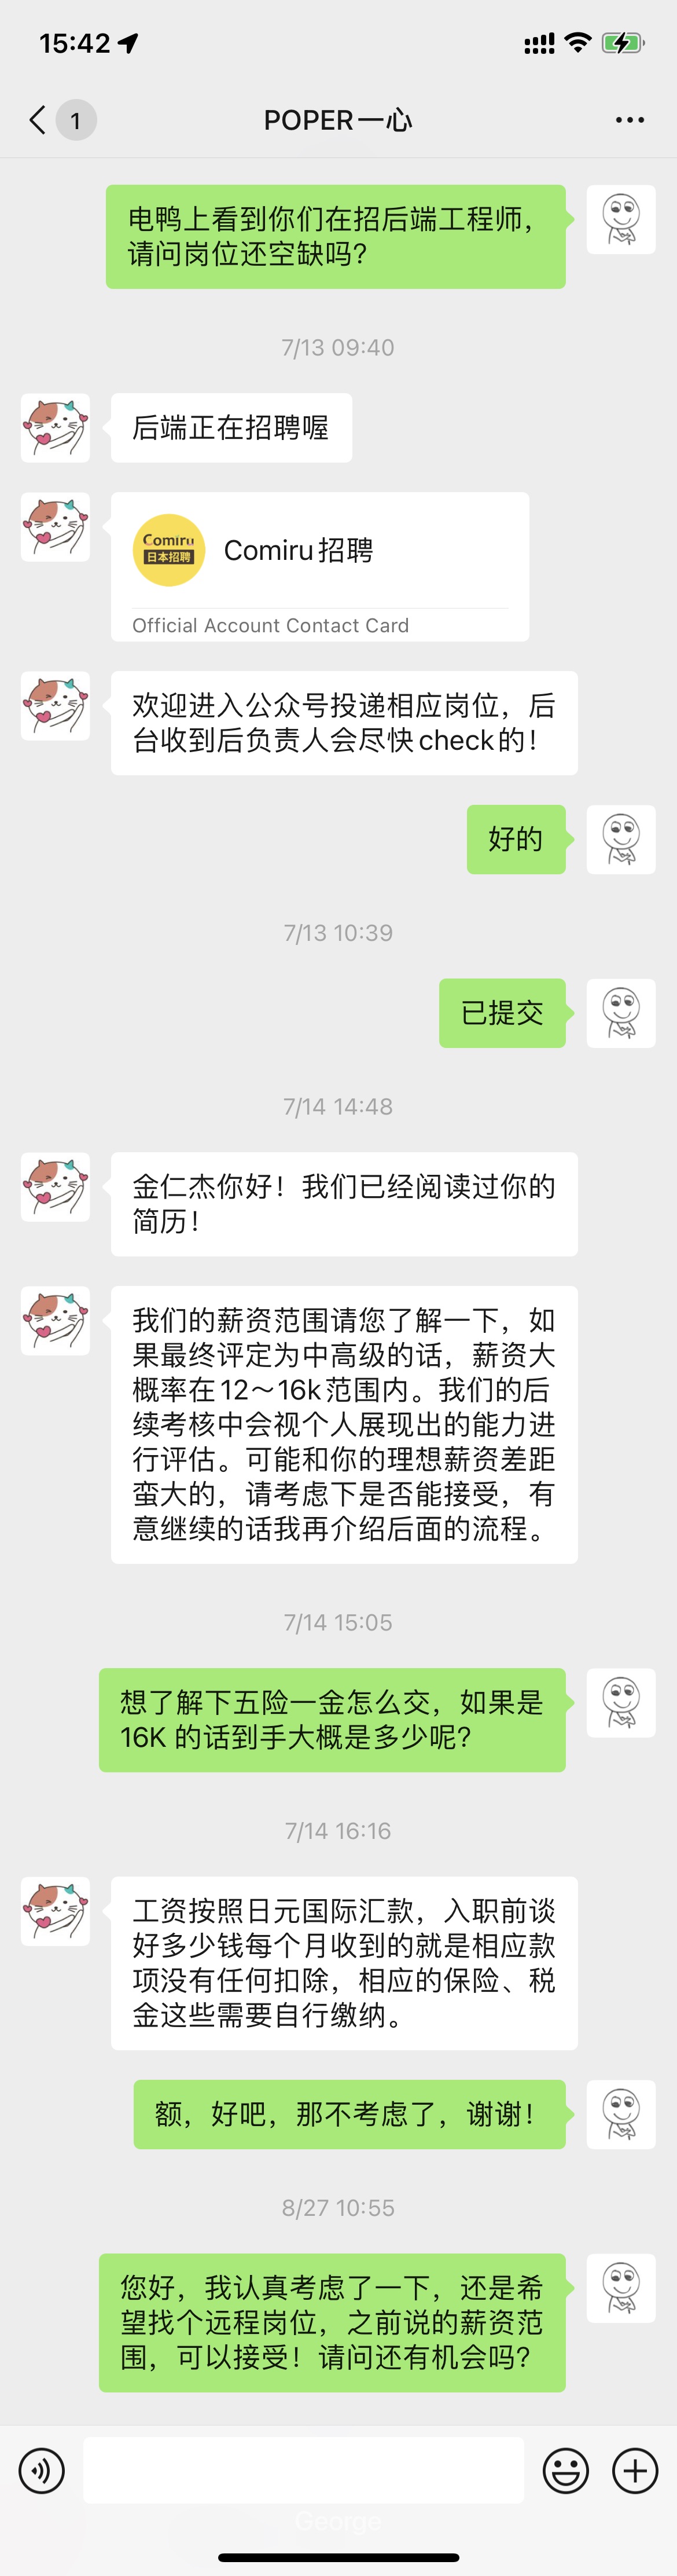 15:42
1
POPER一心
电鸭上看到你们在招后端工程师，
请问岗位还空缺吗？
7/13 09:40
后端正在招聘喔
Comiru
日本招聘
Comiru招聘
Official Account Contact Card
欢迎进入公众号投递相应岗位，后
台收到后负责人会尽快check的！
好的
7/13 10:39
已提交
7/14 14:48
金仁杰你好！我们已经阅读过你的
简历！
我们的薪资范围请您了解一下，如
果最终评定为中高级的话，薪资大
概率在12～16k范围内。我们的后
续考核中会视个人展现出的能力进
行评估。可能和你的理想薪资差距
蛮大的，请考虑下是否能接受，有
意继续的话我再介绍后面的流程。
7/14 15:05
想了解下五险一金怎么交，如果是
16K 的话到手大概是多少呢？
7/14 16:16
工资按照日元国际汇款，入职前谈
好多少钱每个月收到的就是相应款
项没有任何扣除，相应的保险、税
金这些需要自行缴纳。
额，好吧，那不考虑了，谢谢！
8/27 10:55
您好，我认真考虑了一下，还是希
望找个远程岗位，之前说的薪资范
围，可以接受！请问还有机会吗？
George